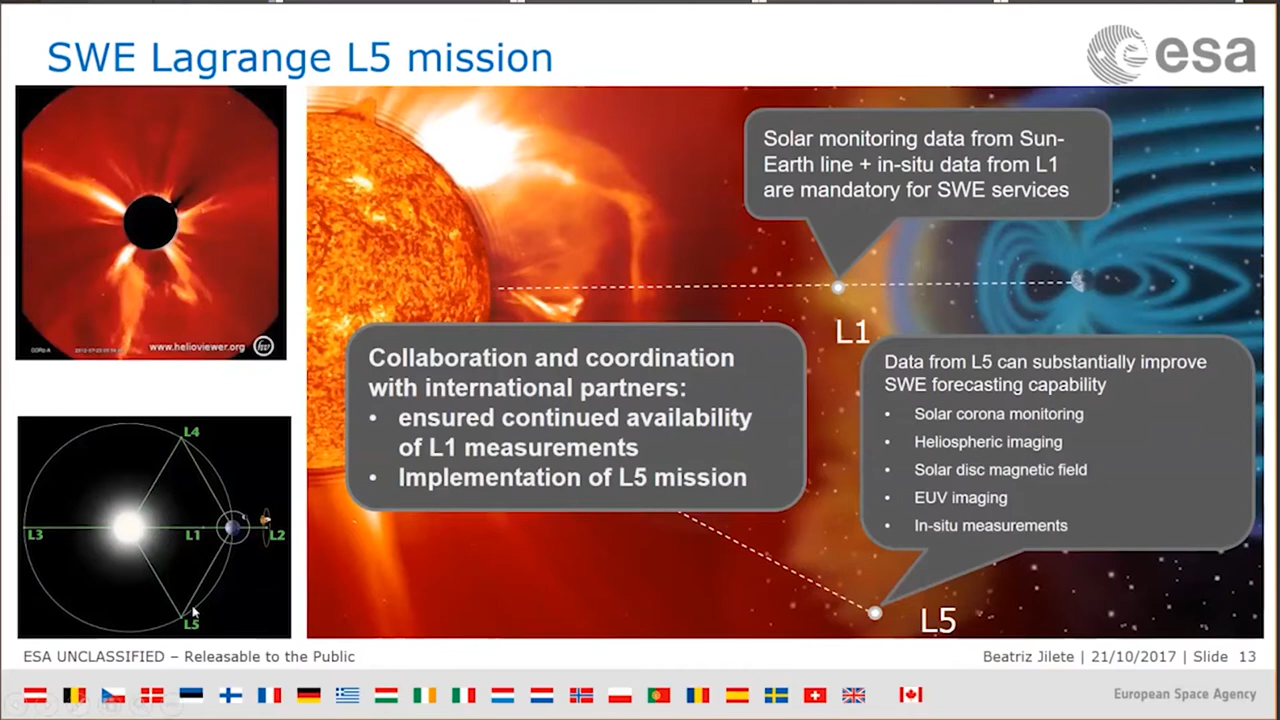 SWE Lagrange L5 mission
esa
www.helioviewer.org
Solar monitoring data from Sun-
Earth line + in-situ data from L1
are mandatory for SWE services
L1
Collaboration and coordination
with international partners:
• ensured continued availability
of L1 measurements
• Implementation of L5 mission
Data from L5 can substantially improve
SWE forecasting capability
• Solar corona monitoring
• Heliospheric imaging
• Solar disc magnetic field
• EUV imaging
• In-situ measurements
L5
L4
L3
L1
L2
L5
ESA UNCLASSIFIED – Releasable to the Public
Beatriz Jilete | 21/10/2017 | Slide 13
European Space Agency